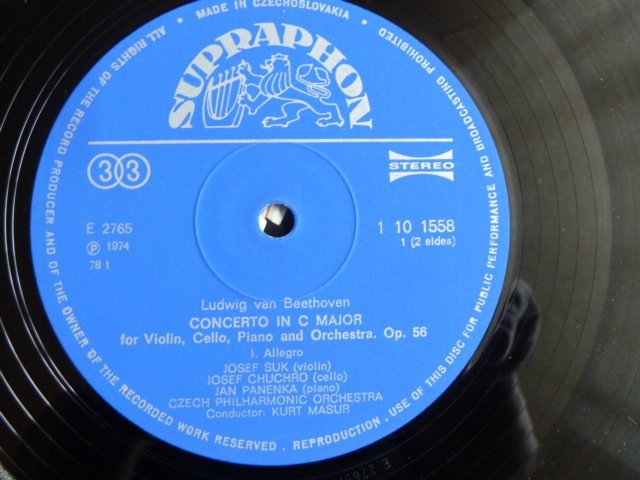 MADE IN CZECHOSLOVAKIA
SUPRAPHON
33
STEREO
E 2765
℗ 1974
78 1
1 10 1558
1 (2 sides)
Ludwig van Beethoven
CONCERTO IN C MAJOR
for Violin, Cello, Piano and Orchestra. Op. 56
I. Allegro
JOSEF SUK (violin)
JOSEF CHUCHRO (cello)
JAN PANENKA (piano)
CZECH PHILHARMONIC ORCHESTRA
Conductor: KURT MASUR
ALL RIGHTS OF THE RECORD PRODUCER AND OF THE OWNER OF THE RECORDED WORK RESERVED . REPRODUCTION, USE OF THIS DISC FOR PUBLIC PERFORMANCE AND BROADCASTING PROHIBITED